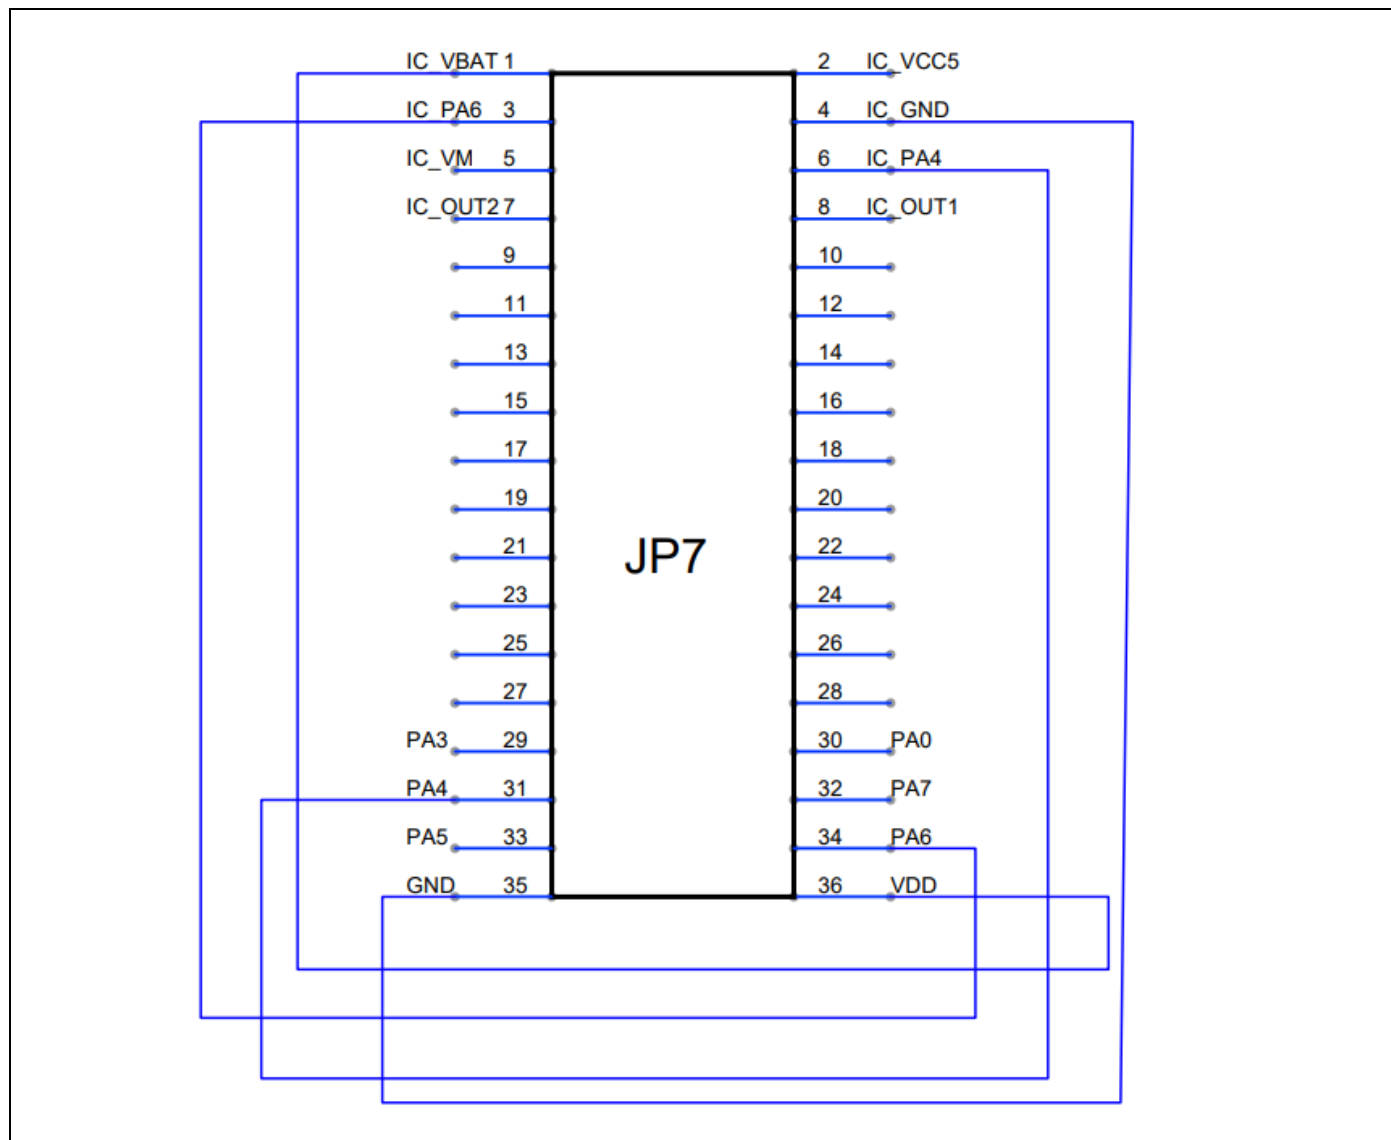 IC_VBAT 1 2 IC_VCC5
IC_PA6 3 4 IC_GND
IC_VM 5 6 IC_PA4
IC_OUT2 7 8 IC_OUT1
9 10
11 12
13 14
15 16
17 18
19 20
21 22
JP7
23 24
25 26
27 28
PA3 29 30 PA0
PA4 31 32 PA7
PA5 33 34 PA6
GND 35 36 VDD